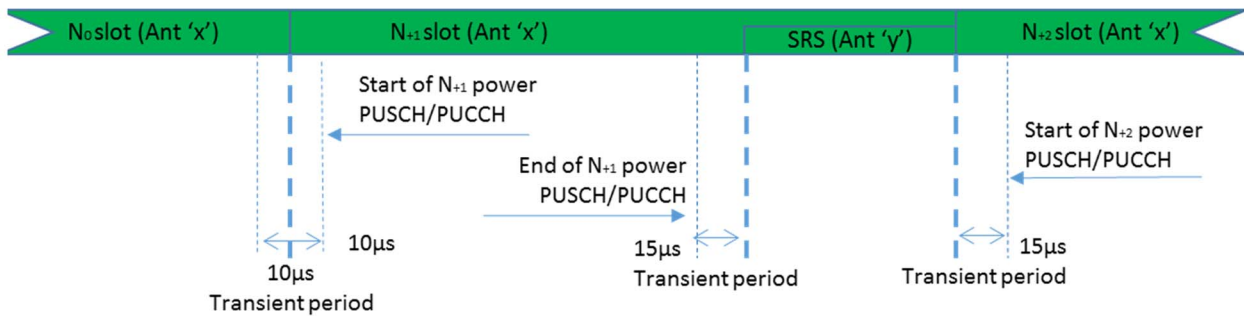 N₀ slot (Ant ‘x’)
N₊₁ slot (Ant ‘x’)
SRS (Ant ‘y’)
N₊₂ slot (Ant ‘x’)
Start of N₊₁ power
PUSCH/PUCCH
Start of N₊₂ power
PUSCH/PUCCH
End of N₊₁ power
PUSCH/PUCCH
10µs
10µs
Transient period
15µs
Transient period
15µs
Transient period